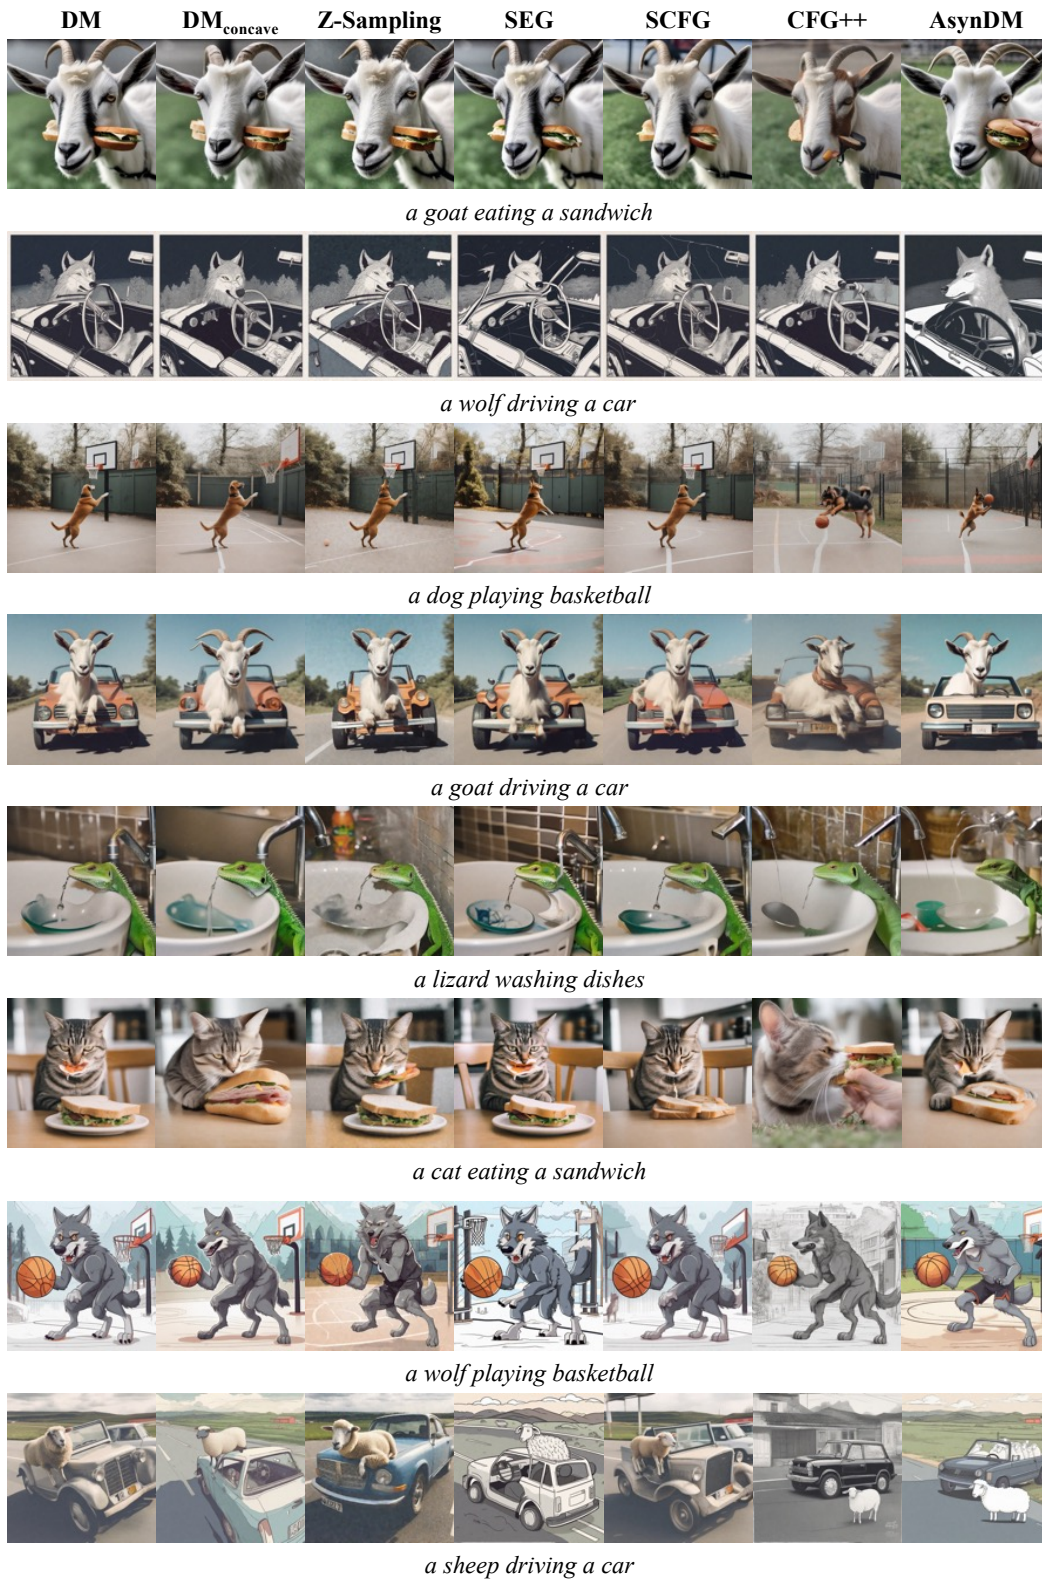 DM DM_concave Z-Sampling SEG SCFG CFG++ AsynDM
a goat eating a sandwich
a wolf driving a car
a dog playing basketball
a goat driving a car
a lizard washing dishes
a cat eating a sandwich
a wolf playing basketball
a sheep driving a car